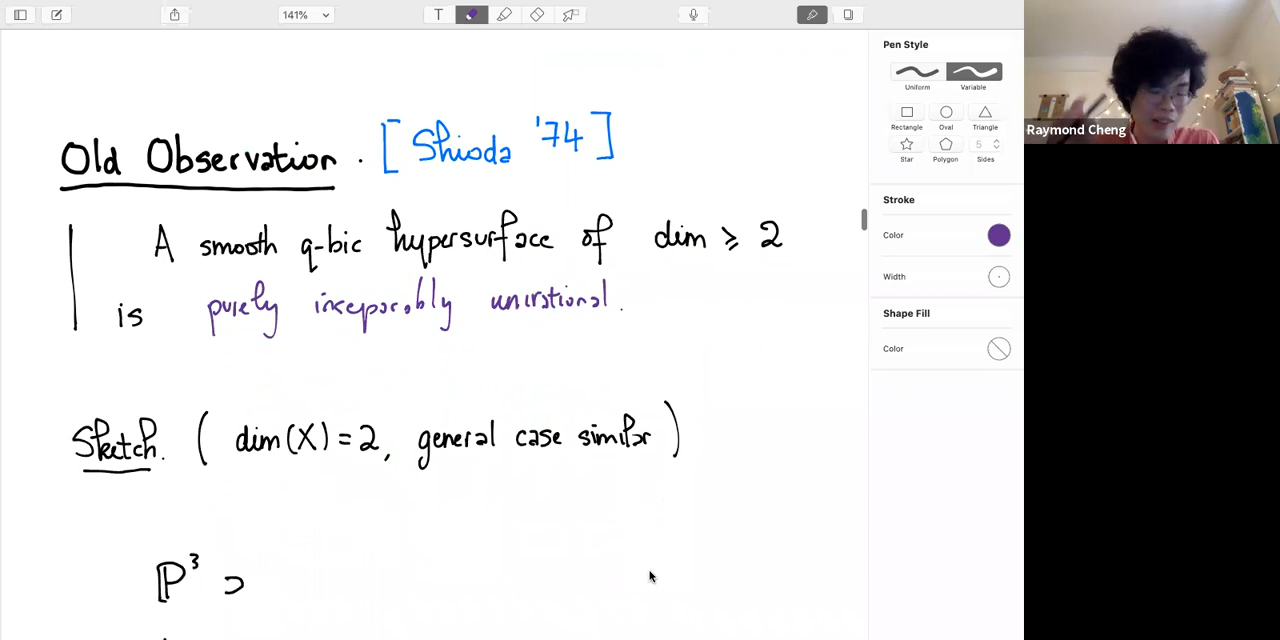 141%
T
Pen Style
Uniform Variable
Rectangle Oval Triangle
5
Star Polygon Sides
Stroke
Color
Width
Shape Fill
Color
Raymond Cheng
Old Observation. [Shioda '74]
A smooth q-bic hypersurface of dim ⩾ 2
is purely inseparably unirational.
Sketch. (dim(X) = 2, general case similar)
ℙ³ ⊃